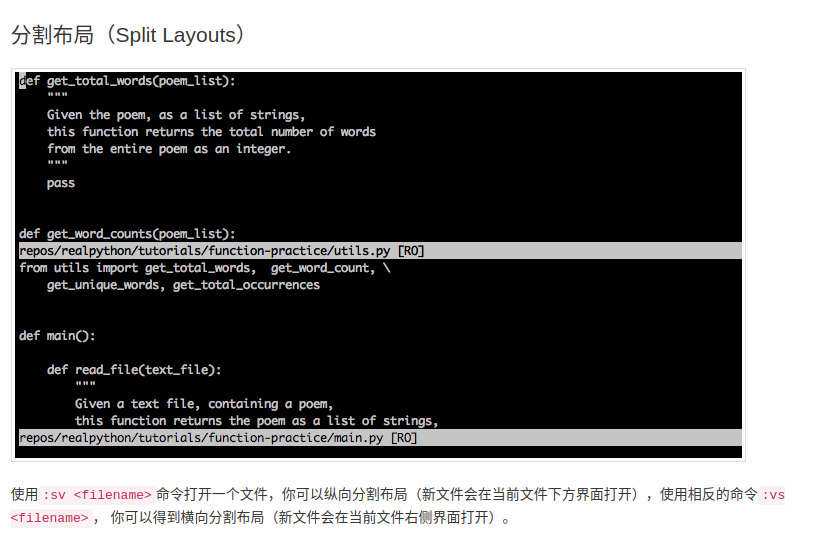 分割布局（Split Layouts）
def get_total_words(poem_list):
"""
Given the poem, as a list of strings,
this function returns the total number of words
from the entire poem as an integer.
"""
pass
def get_word_counts(poem_list):
repos/realpython/tutorials/function-practice/utils.py [RO]
from utils import get_total_words,  get_word_count, \
get_unique_words, get_total_occurrences
def main():
def read_file(text_file):
"""
Given a text file, containing a poem,
this function returns the poem as a list of strings,
repos/realpython/tutorials/function-practice/main.py [RO]
使用 :sv <filename> 命令打开一个文件，你可以纵向分割布局（新文件会在当前文件下方界面打开），使用相反的命令 :vs
<filename> ， 你可以得到横向分割布局（新文件会在当前文件右侧界面打开）。